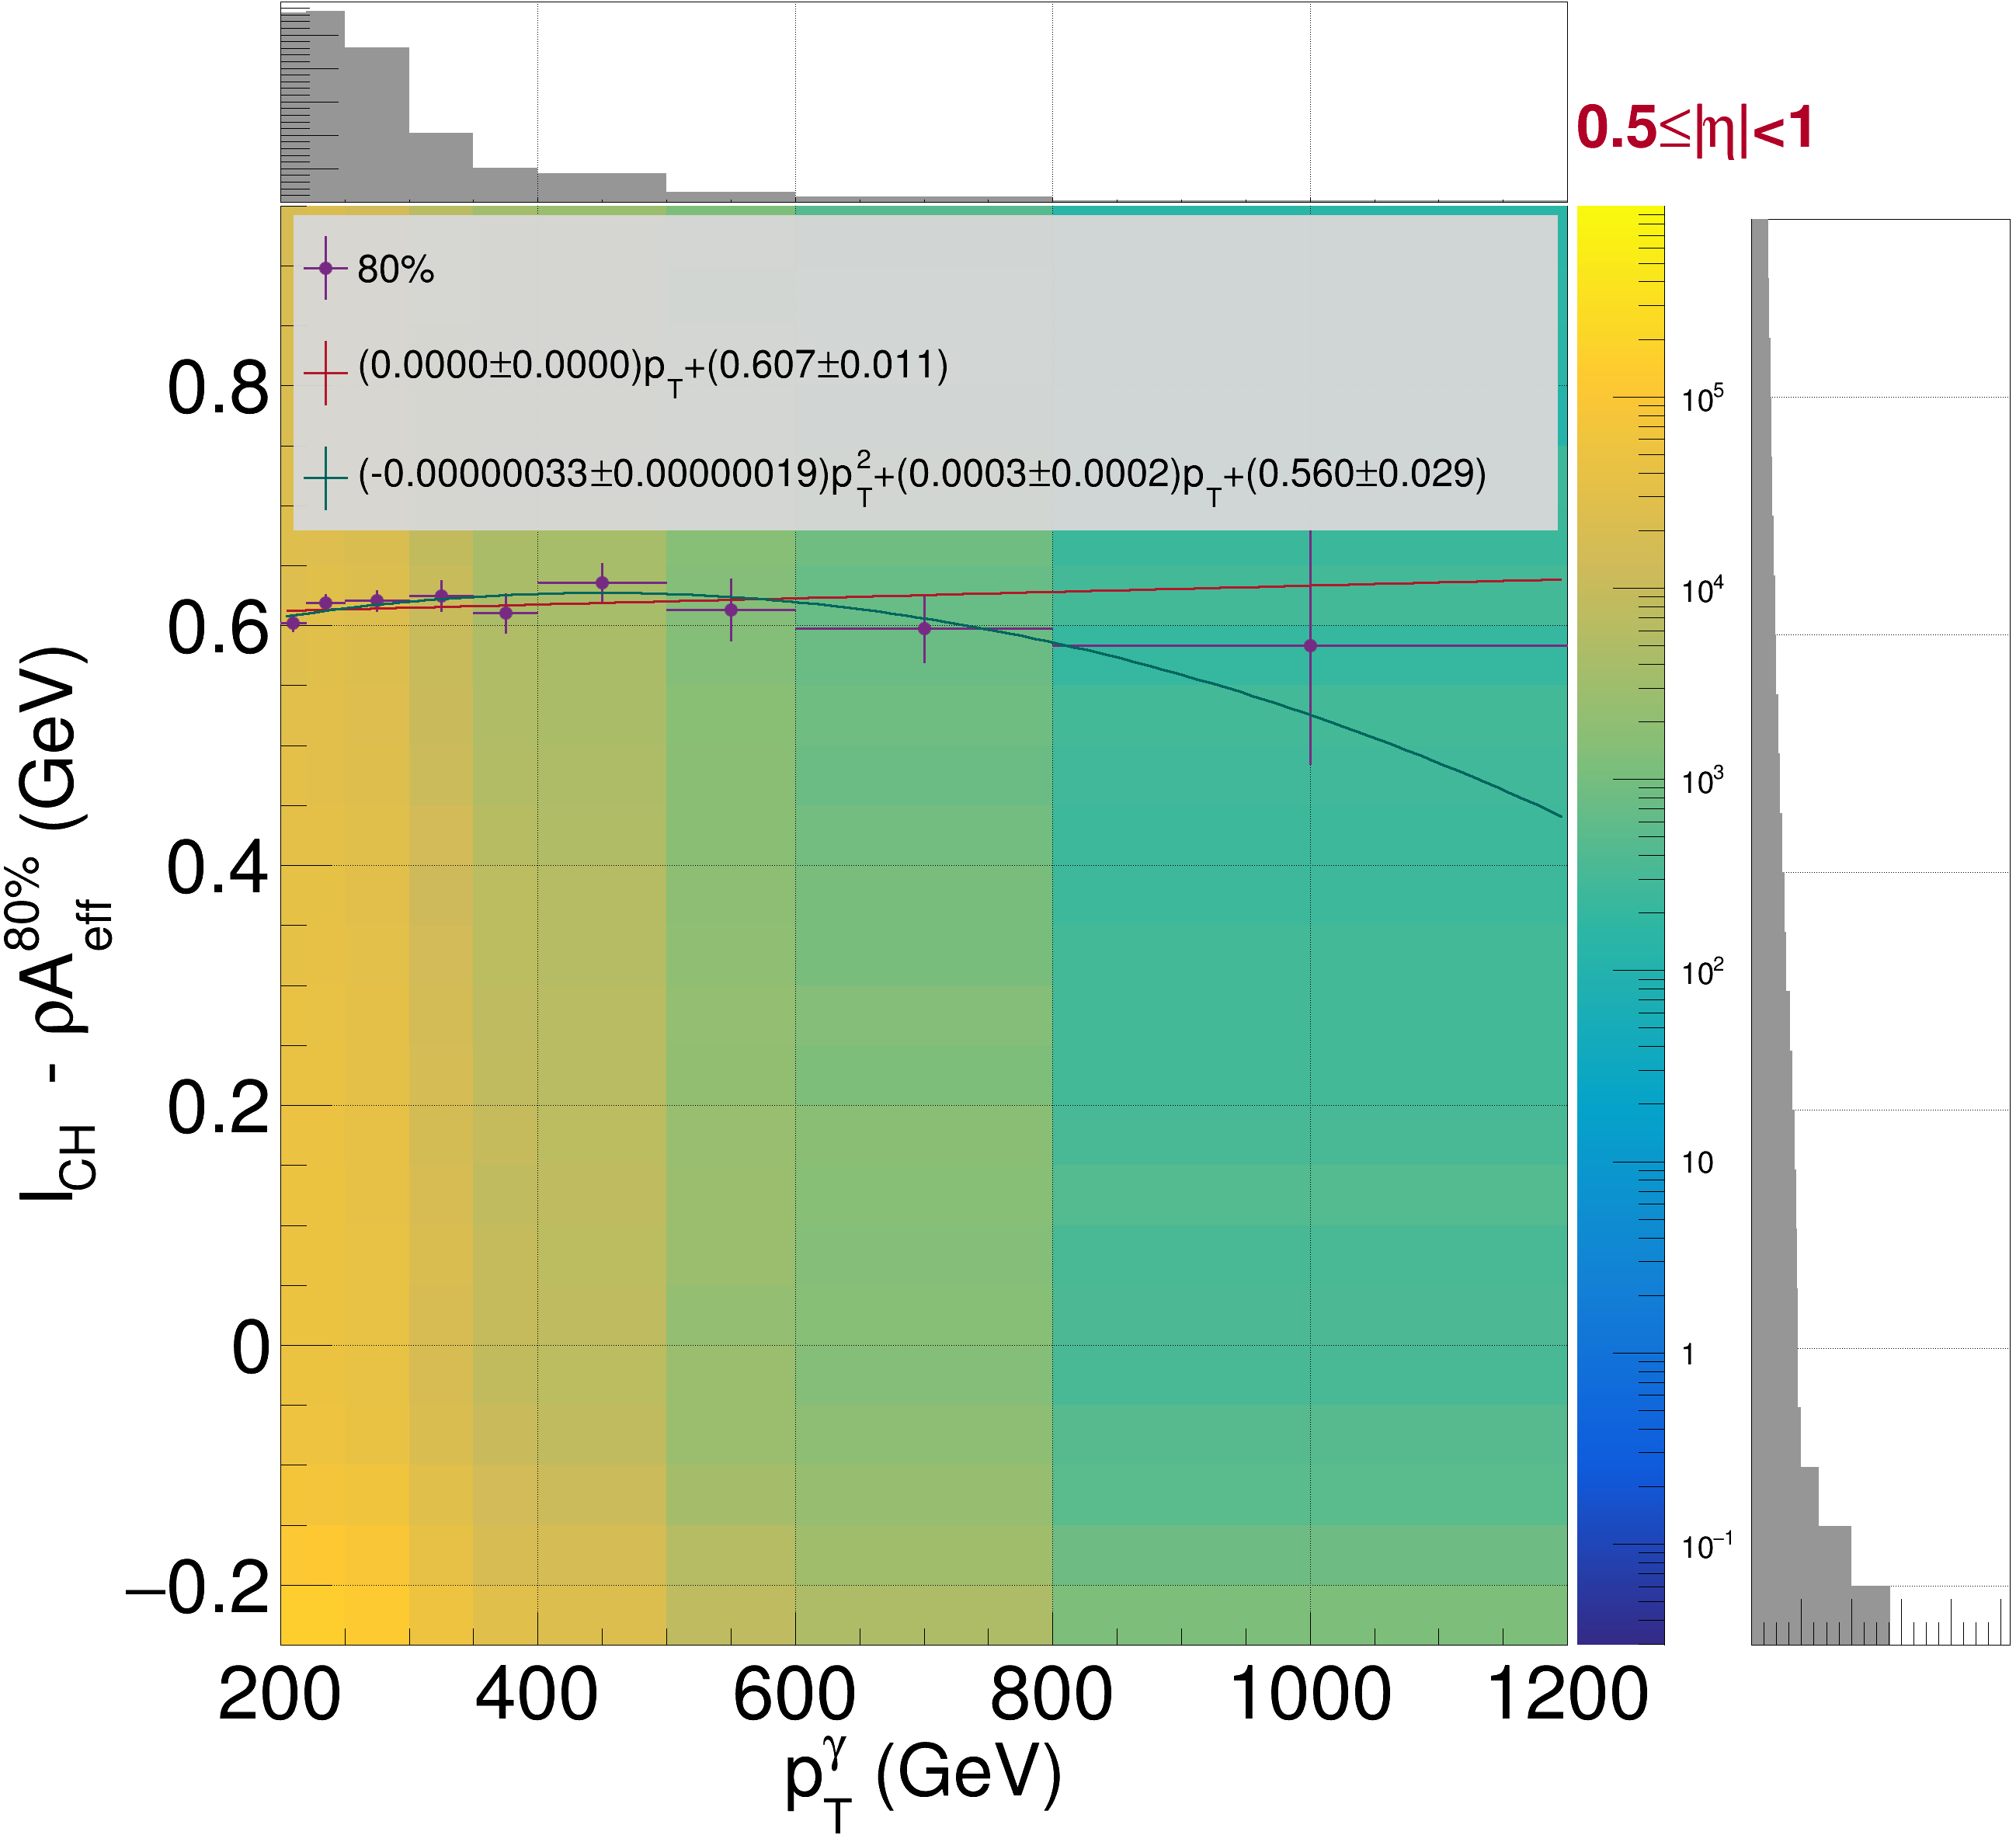 0.5≤|η|<1
80%
(0.0000±0.0000)p_T+(0.607±0.011)
(-0.00000033±0.00000019)p_T^2+(0.0003±0.0002)p_T+(0.560±0.029)
0.8
0.6
0.4
0.2
0
−0.2
I_CH - ρA_eff^80% (GeV)
10^5
10^4
10^3
10^2
10
1
10^−1
200 400 600 800 1000 1200
p_T^γ (GeV)